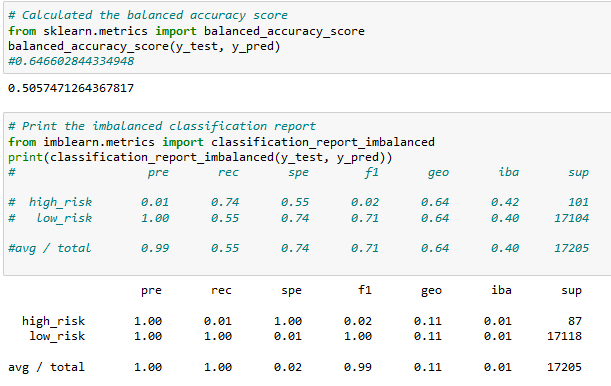 # Calculated the balanced accuracy score
from sklearn.metrics import balanced_accuracy_score
balanced_accuracy_score(y_test, y_pred)
#0.646602844334948
0.5057471264367817
# Print the imbalanced classification report
from imblearn.metrics import classification_report_imbalanced
print(classification_report_imbalanced(y_test, y_pred))
# pre rec spe f1 geo iba sup
# high_risk 0.01 0.74 0.55 0.02 0.64 0.42 101
# low_risk 1.00 0.55 0.74 0.71 0.64 0.40 17104
#avg / total 0.99 0.55 0.74 0.71 0.64 0.40 17205
pre rec spe f1 geo iba sup
high_risk 1.00 0.01 1.00 0.02 0.11 0.01 87
low_risk 1.00 1.00 0.01 1.00 0.11 0.01 17118
avg / total 1.00 1.00 0.02 0.99 0.11 0.01 17205